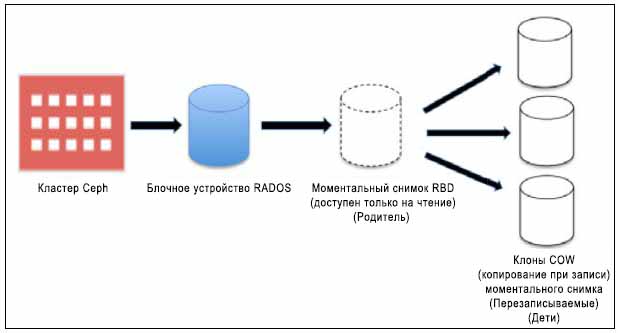 Кластер Ceph
Блочное устройство RADOS
Моментальный снимок RBD
(доступен только на чтение)
(Родитель)
Клоны COW
(копирование при записи)
моментального снимка
(Перезаписываемые)
(Дети)